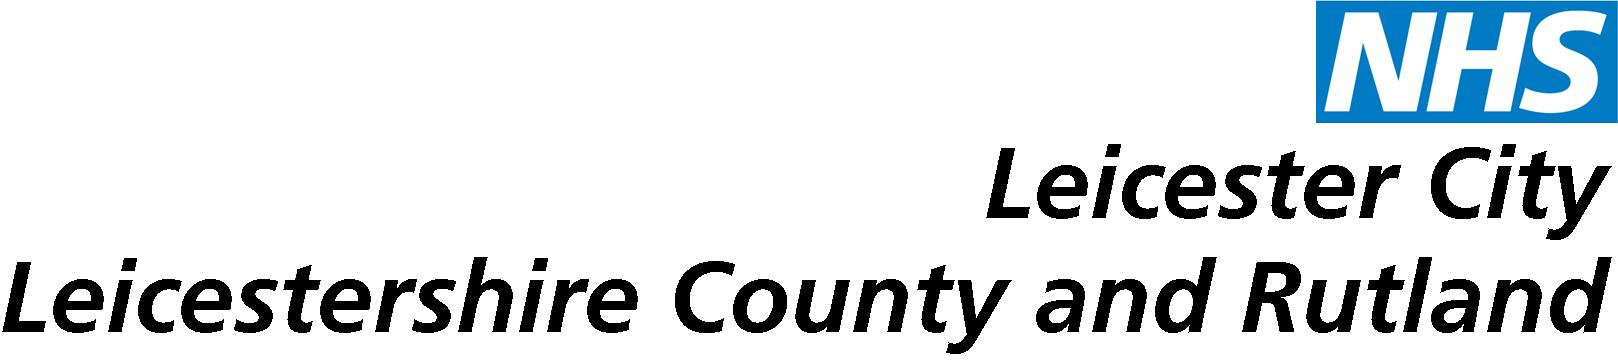 NHS
Leicester City
Leicestershire County and Rutland